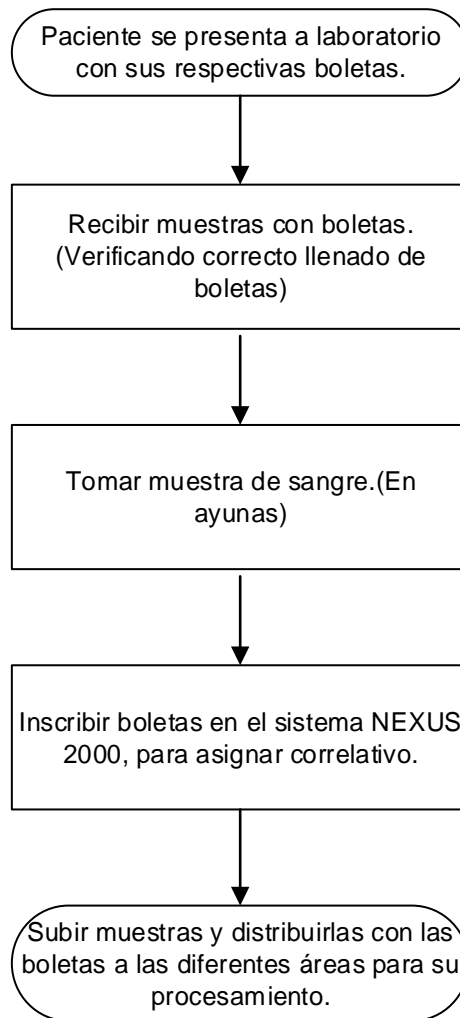 Paciente se presenta a laboratorio
con sus respectivas boletas.
Recibir muestras con boletas.
(Verificando correcto llenado de
boletas)
Tomar muestra de sangre.(En
ayunas)
Inscribir boletas en el sistema NEXUS
2000, para asignar correlativo.
Subir muestras y distribuirlas con las
boletas a las diferentes áreas para su
procesamiento.